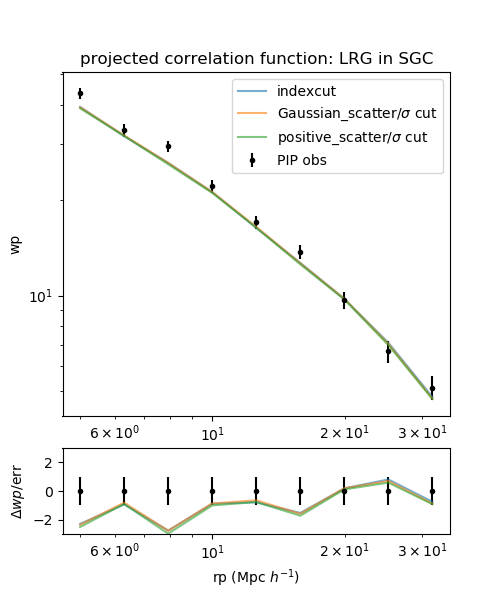 projected correlation function: LRG in SGC
indexcut
Gaussian_scatter/σ cut
positive_scatter/σ cut
PIP obs
wp
10¹
6×10⁰ 10¹ 2×10¹ 3×10¹
Δwp/err
2
0
−2
6×10⁰ 10¹ 2×10¹ 3×10¹
rp (Mpc h⁻¹)